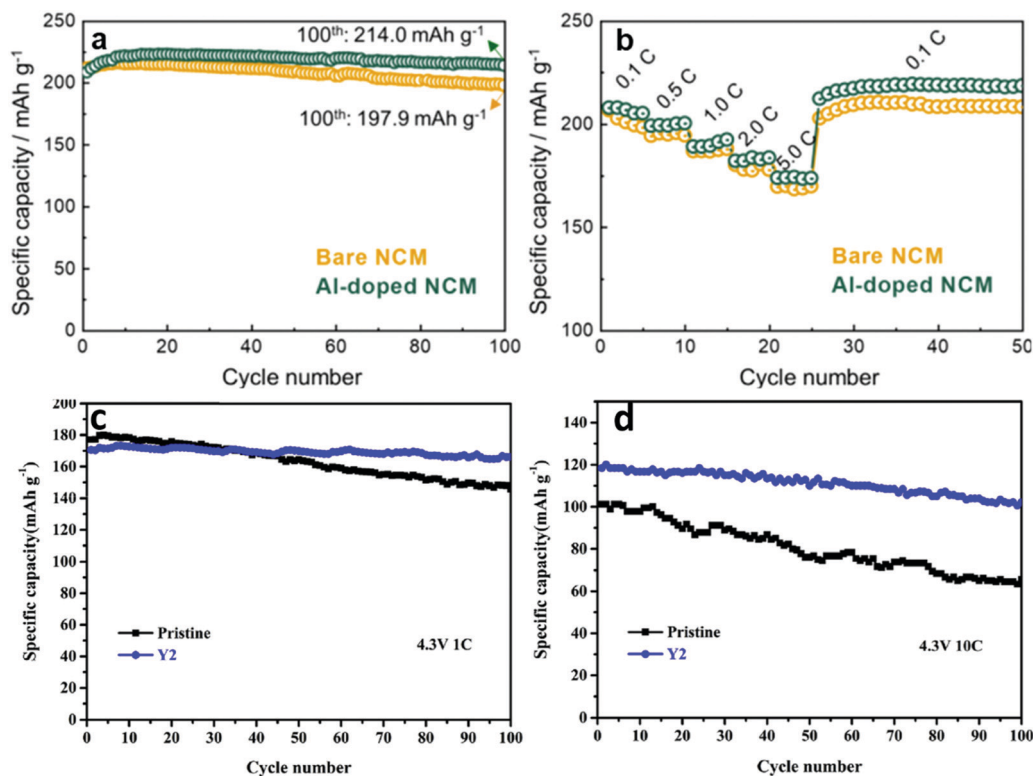 a
250
200
150
100
50
0
Specific capacity / mAh g⁻¹
100ᵗʰ: 214.0 mAh g⁻¹
100ᵗʰ: 197.9 mAh g⁻¹
Bare NCM
Al-doped NCM
0 20 40 60 80 100
Cycle number
b
250
200
150
100
Specific capacity / mAh g⁻¹
0.1 C
0.5 C
1.0 C
2.0 C
5.0 C
0.1 C
Bare NCM
Al-doped NCM
0 10 20 30 40 50
Cycle number
c
200
180
160
140
120
100
80
60
40
20
0
Specific capacity(mAh g⁻¹)
Pristine
Y2
4.3V 1C
0 10 20 30 40 50 60 70 80 90 100
Cycle number
d
140
120
100
80
60
40
20
0
Specific capacity(mAh g⁻¹)
Pristine
Y2
4.3V 10C
0 10 20 30 40 50 60 70 80 90 100
Cycle number